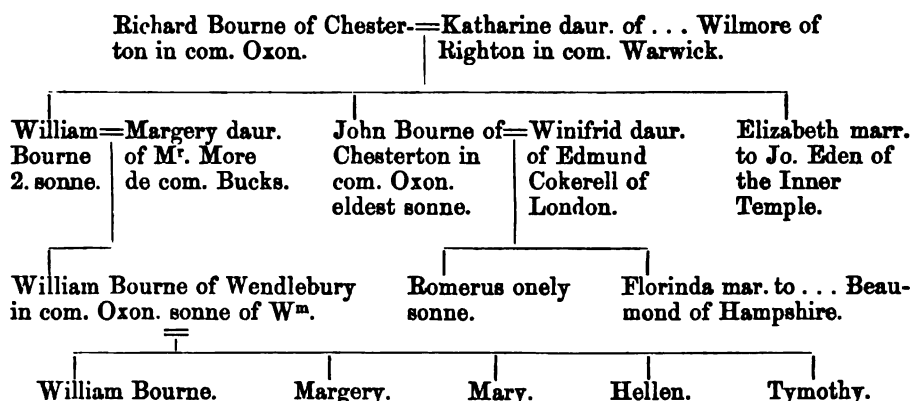 Richard Bourne of Chester-=Katharine daur. of ... Wilmore of
ton in com. Oxon. Righton in com. Warwick.
William=Margery daur.
Bourne of Mr. More
2. sonne. de com. Bucks.
John Bourne of=Winifrid daur.
Chesterton in of Edmund
com. Oxon. Cokerell of
eldest sonne. London.
Elizabeth marr.
to Jo. Eden of
the Inner
Temple.
William Bourne of Wendlebury
in com. Oxon. sonne of Wm.
=
Romerus onely
sonne.
Florinda mar. to ... Beau-
mond of Hampshire.
William Bourne. Margery. Mary. Hellen. Tymothy.